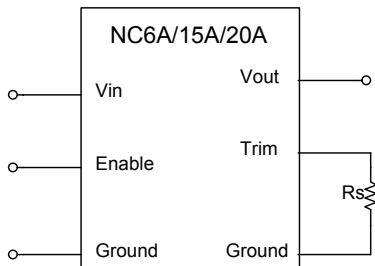 NC6A/15A/20A
Vin
Vout
Enable
Trim
Rs
Ground
Ground